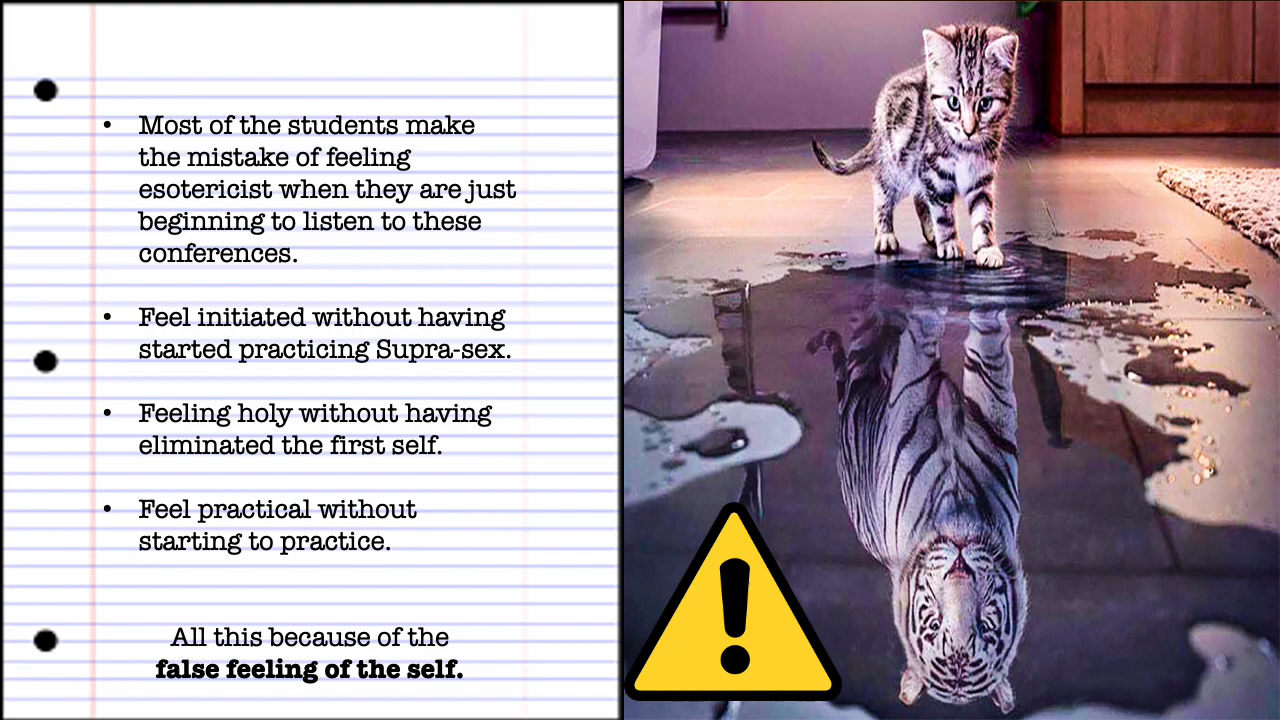 • Most of the students make
the mistake of feeling
esotericist when they are just
beginning to listen to these
conferences.
• Feel initiated without having
started practicing Supra-sex.
• Feeling holy without having
eliminated the first self.
• Feel practical without
starting to practice.
All this because of the
false feeling of the self.